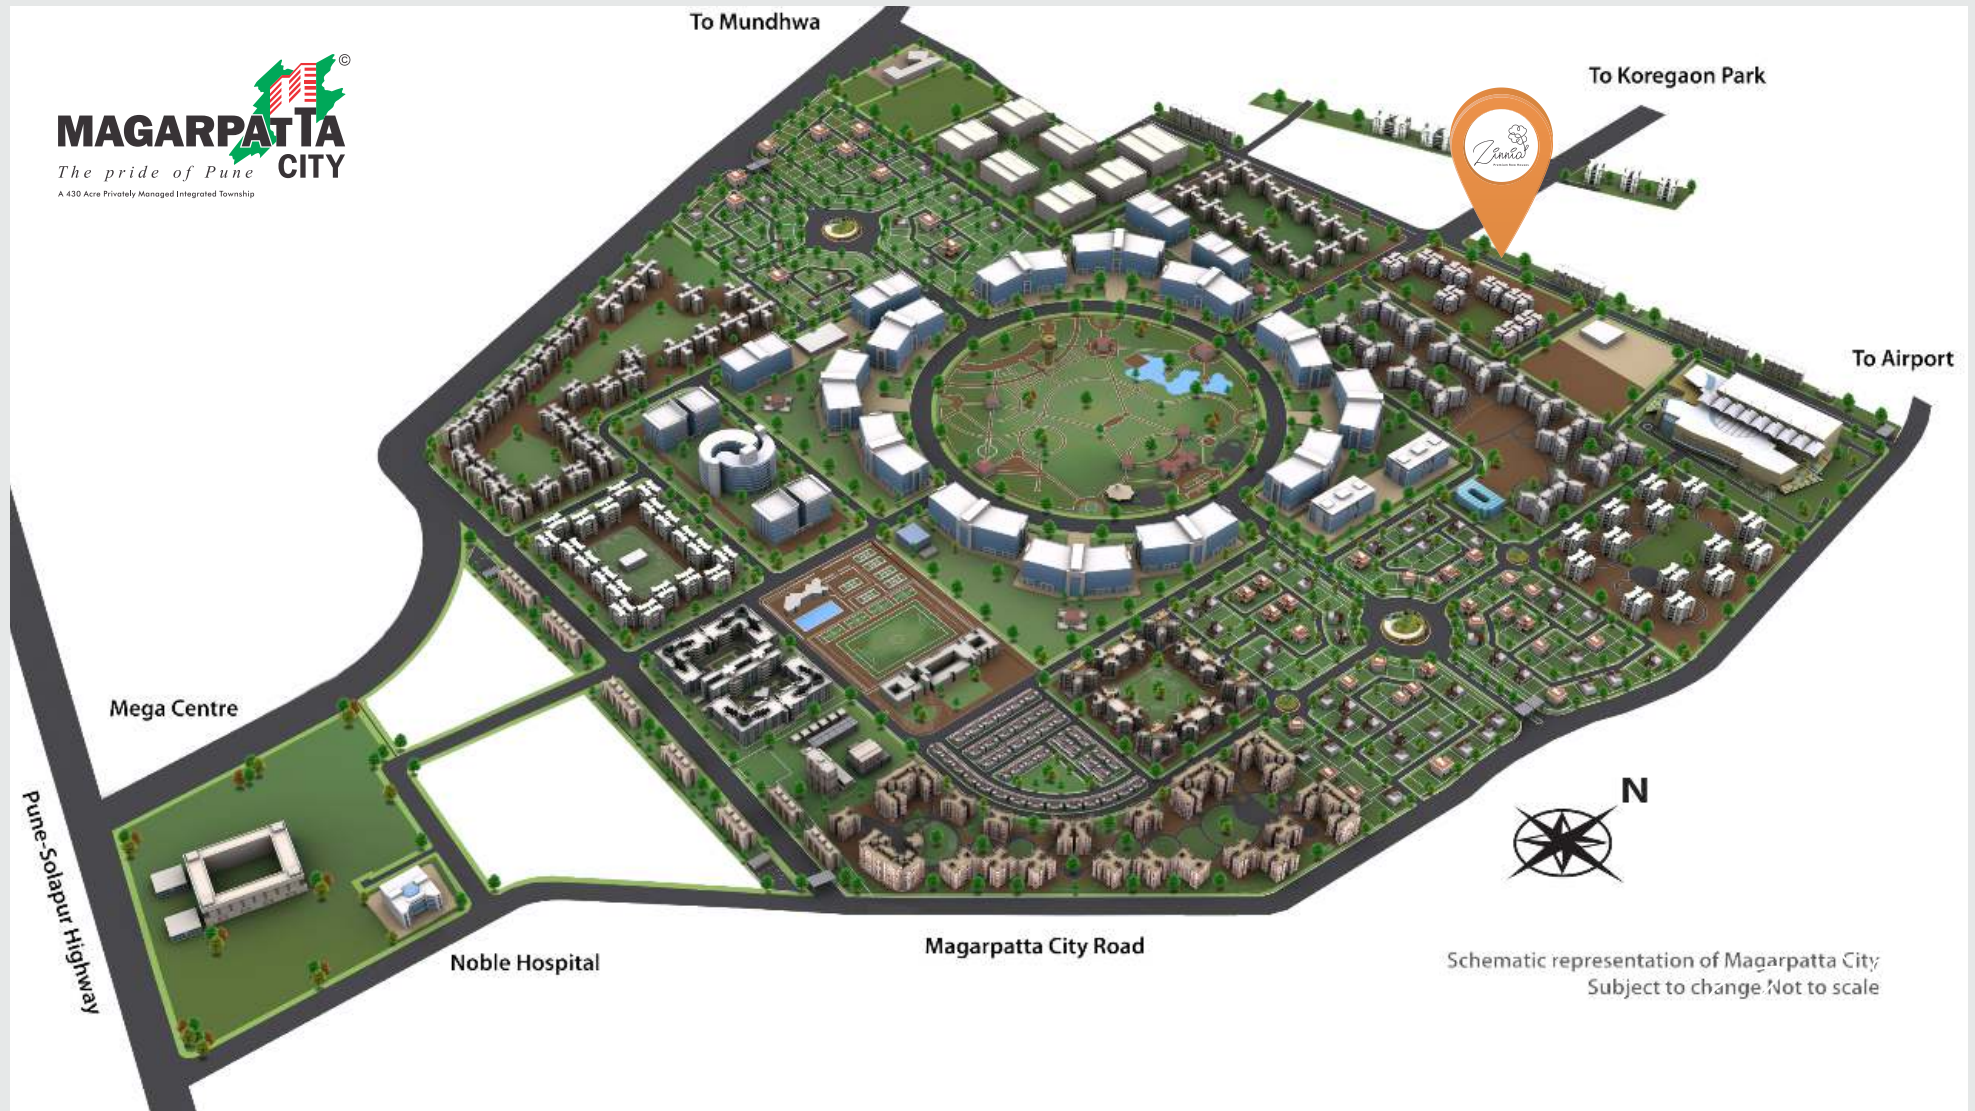 To Mundhwa
To Koregaon Park
©
MAGARPATTA
CITY
The pride of Pune
A 430 Acre Privately Managed Integrated Township
Zinnia
To Airport
Mega Centre
Pune-Solapur Highway
N
Noble Hospital
Magarpatta City Road
Schematic representation of Magarpatta City
Subject to change.Not to scale